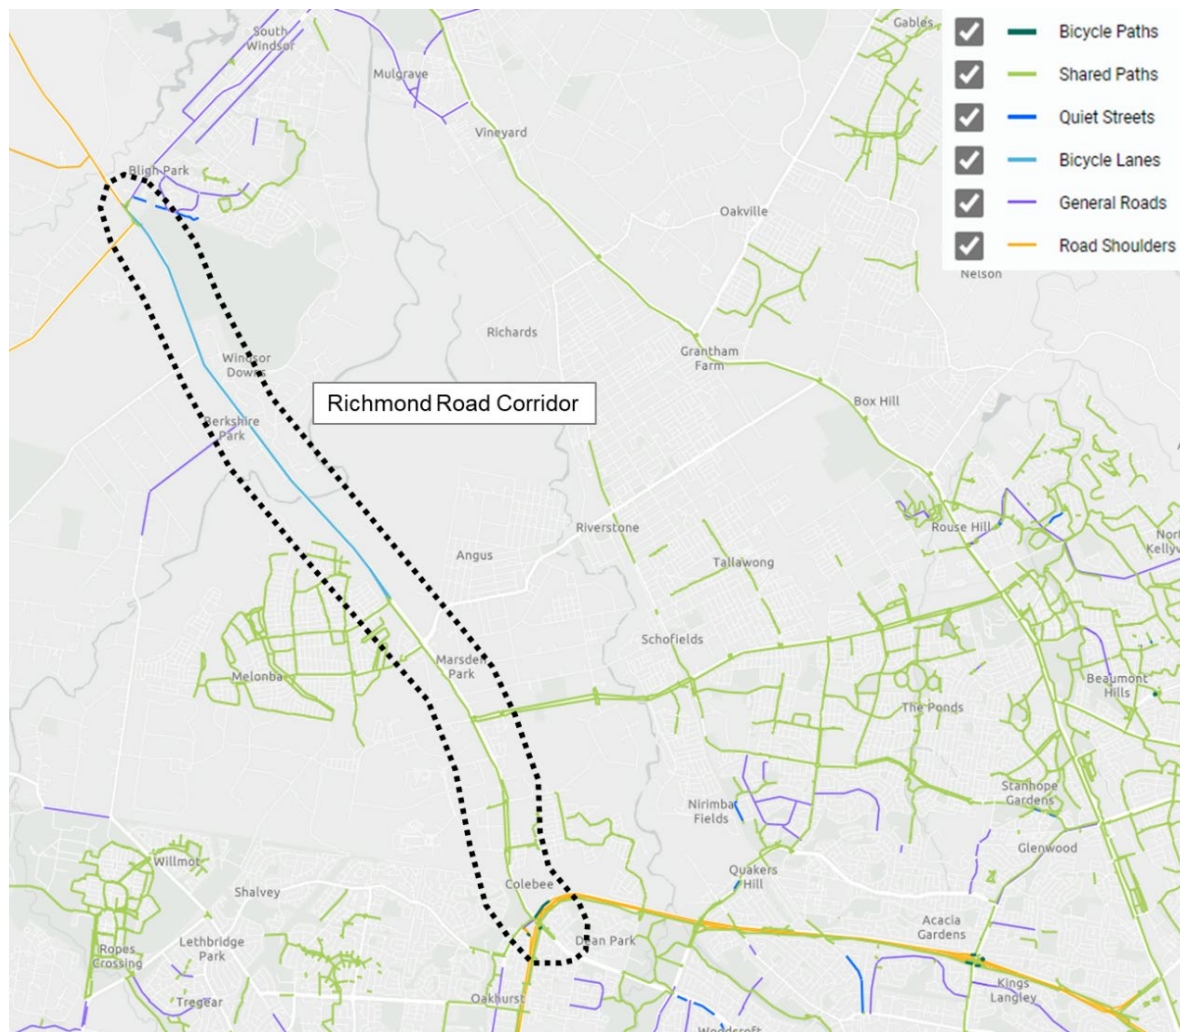 South
Windsor
Gables
Mulgrave
Bicycle Paths
Shared Paths
Quiet Streets
Bicycle Lanes
General Roads
Road Shoulders
Vineyard
Bligh Park
Oakville
Nelson
Richards
Grantham
Farm
Windsor
Downs
Box Hill
Richmond Road Corridor
Berkshire
Park
Riverstone
Rouse Hill
Angus
Tallawong
Schofields
Marsden
Park
Melonba
Beaumont
Hills
The Ponds
Stanhope
Gardens
Nirimba
Fields
Glenwood
Willmot
Quakers
Hill
Shalvey
Colebee
Acacia
Gardens
Dean Park
Ropes
Crossing
Lethbridge
Park
Kings
Langley
Tregear
Oakhurst